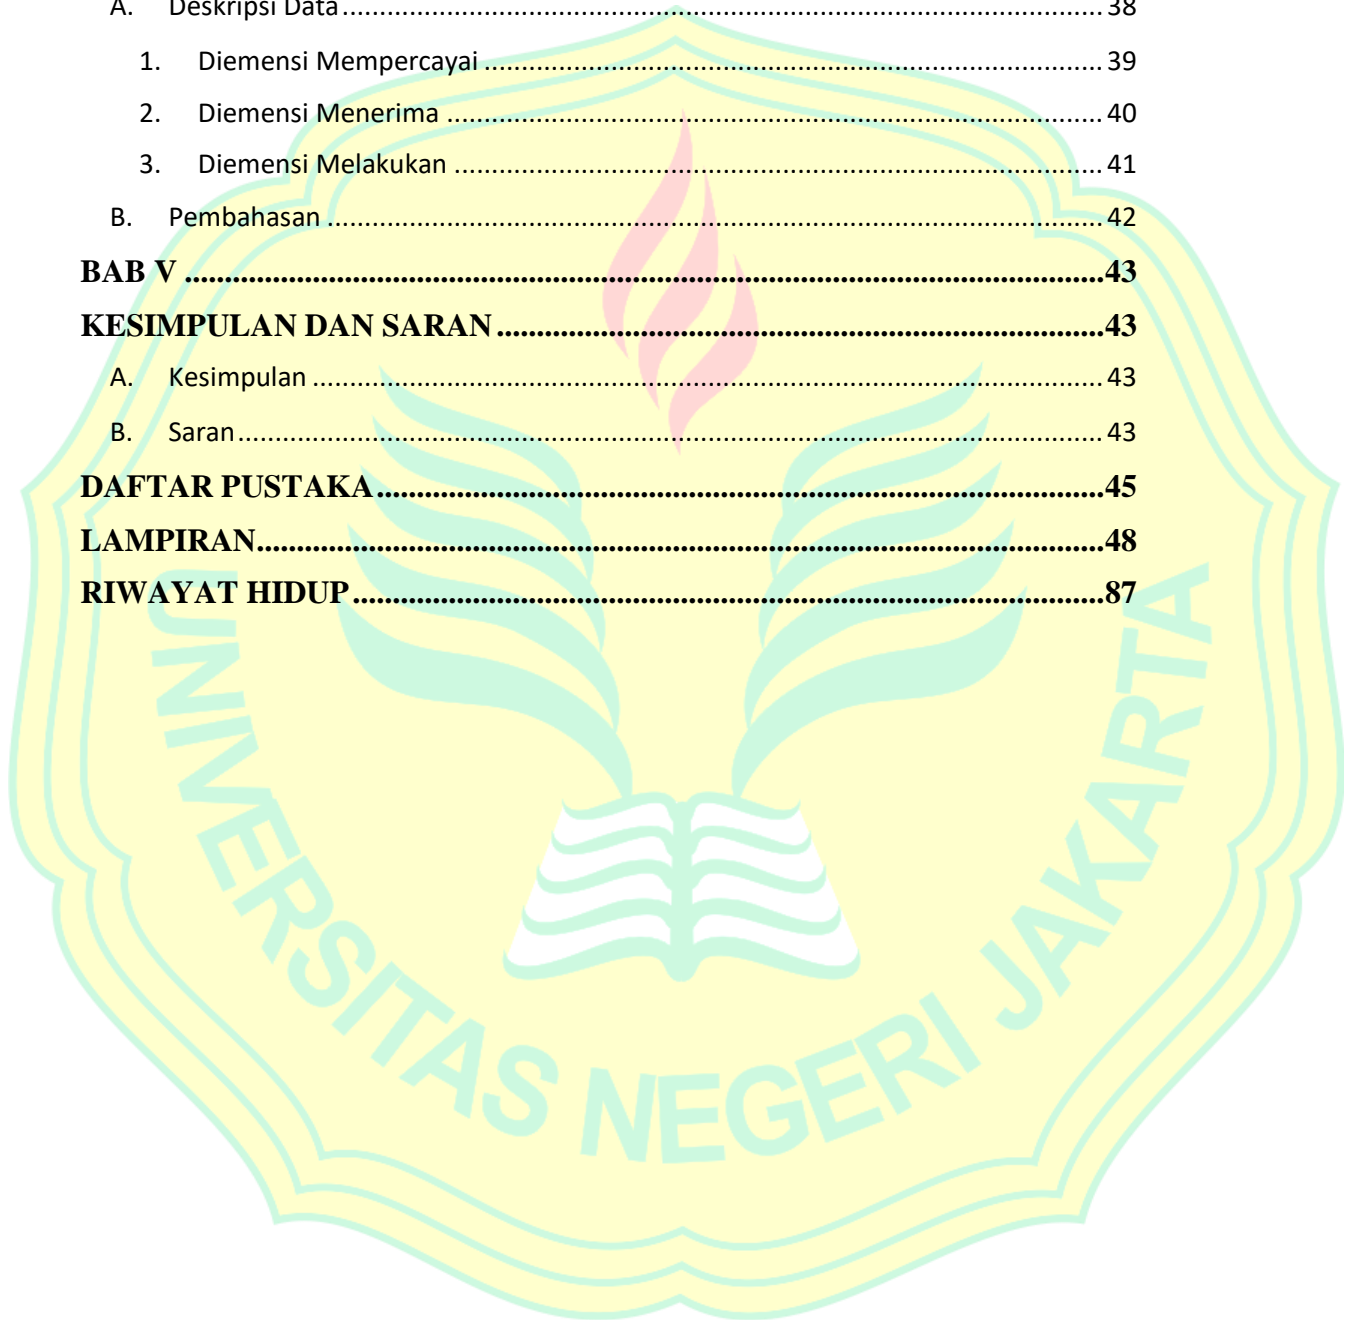 A. Deskripsi Data.......................................................................................................38
1. Diemensi Mempercayai ................................................................................39
2. Diemensi Menerima .....................................................................................40
3. Diemensi Melakukan ....................................................................................41
B. Pembahasan .......................................................................................................42
BAB V ....................................................................................................................43
KESIMPULAN DAN SARAN ............................................................................43
A. Kesimpulan .........................................................................................................43
B. Saran...................................................................................................................43
DAFTAR PUSTAKA............................................................................................45
LAMPIRAN...........................................................................................................48
RIWAYAT HIDUP ...............................................................................................87
UNIVERSITAS NEGERI JAKARTA